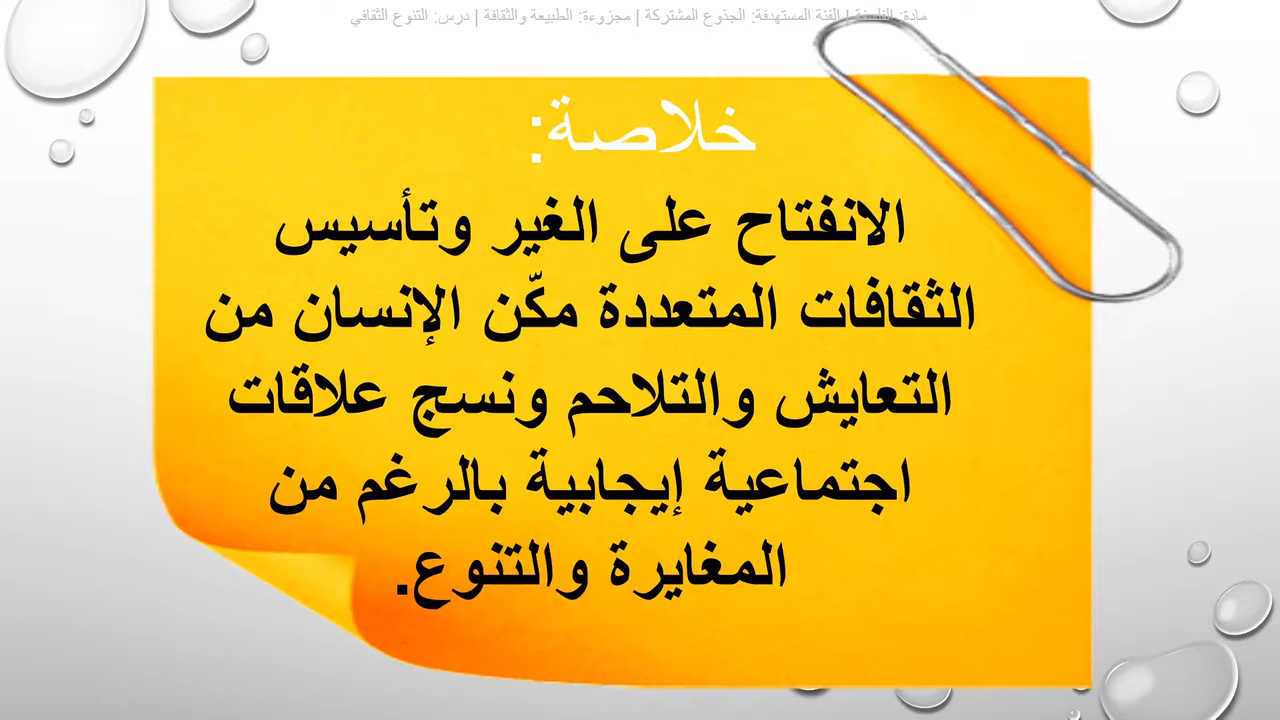 مادة: الفلسفة | الفئة المستهدفة: الجذوع المشتركة | مجزوءة: الطبيعة والثقافة | درس: التنوع الثقافي
خلاصة:
الانفتاح على الغير وتأسيس
الثقافات المتعددة مكّن الإنسان من
التعايش والتلاحم ونسج علاقات
اجتماعية إيجابية بالرغم من
المغايرة والتنوع.